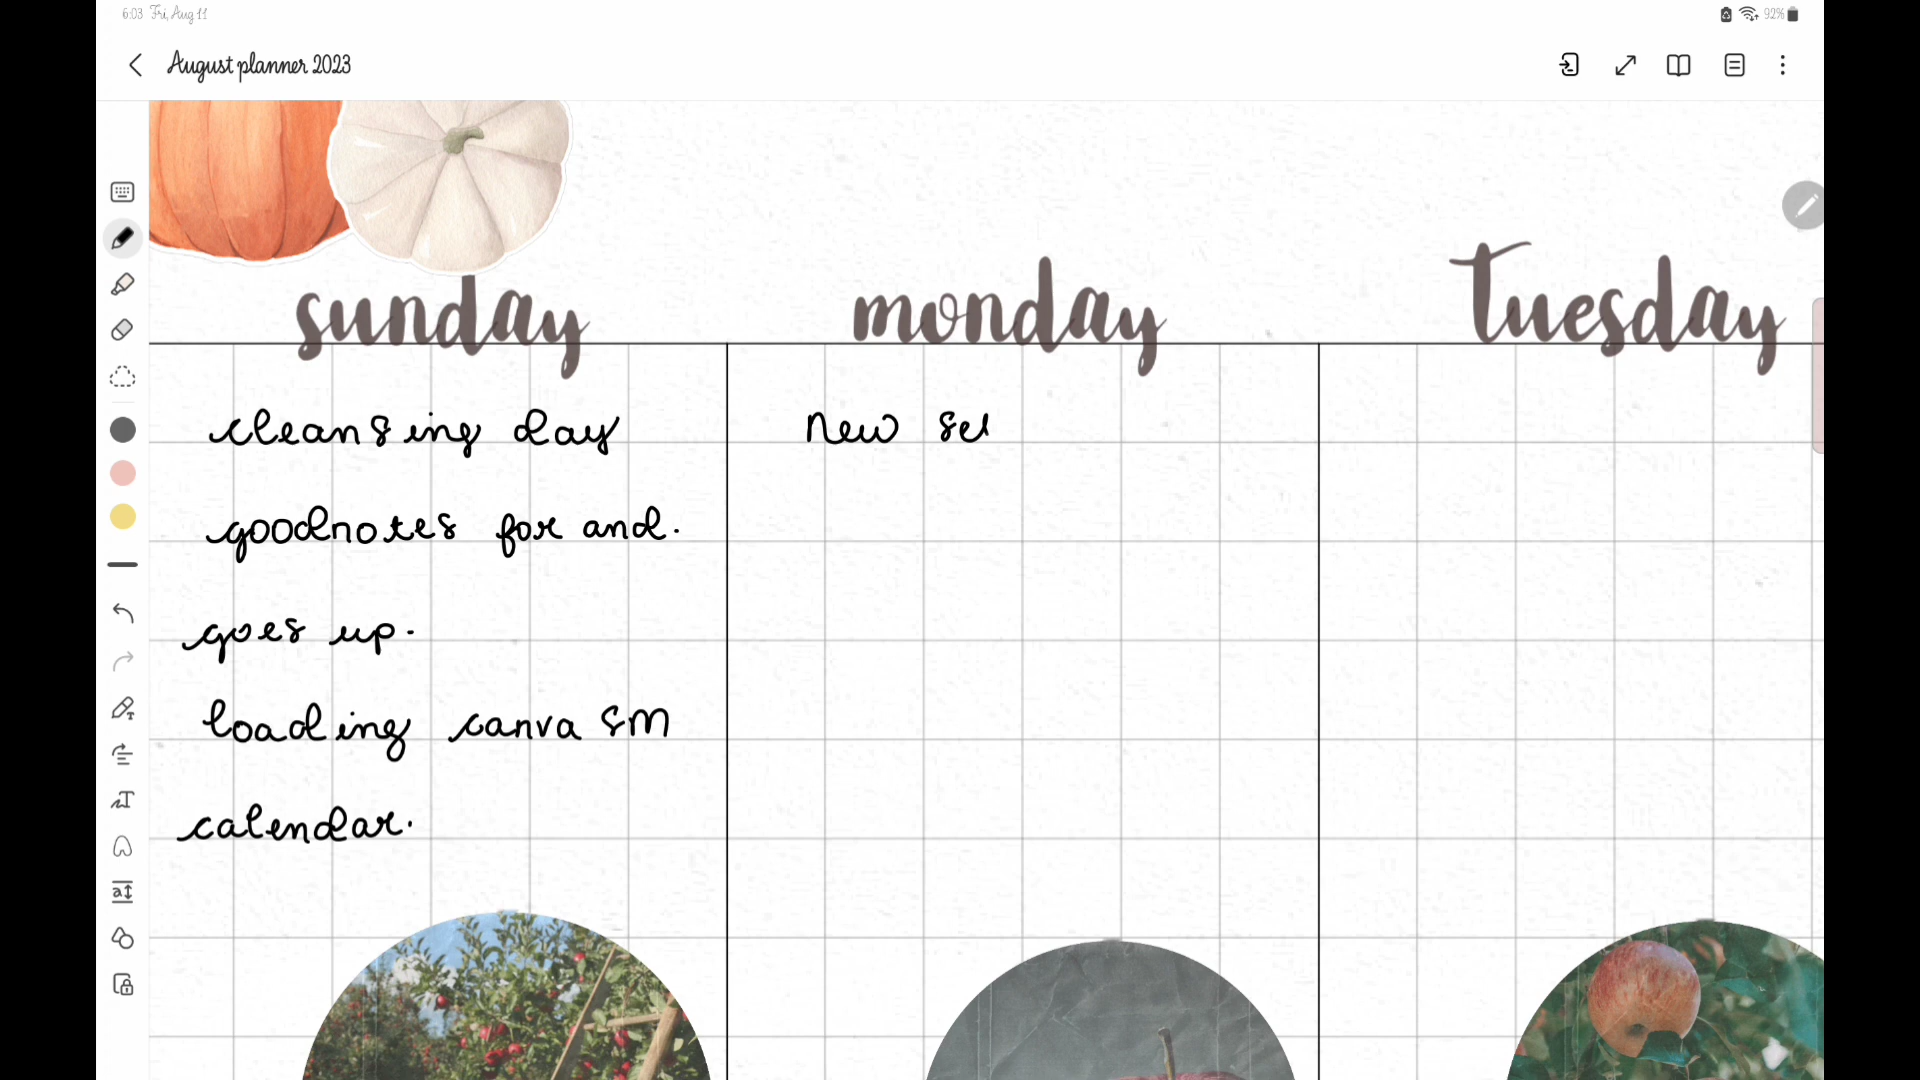 6:03 Fri, Aug 11
92%
August planner 2023
sunday monday Tuesday
cleansing day
goodnotes for and.
goes up.
loading canva SM
calendar.
New se